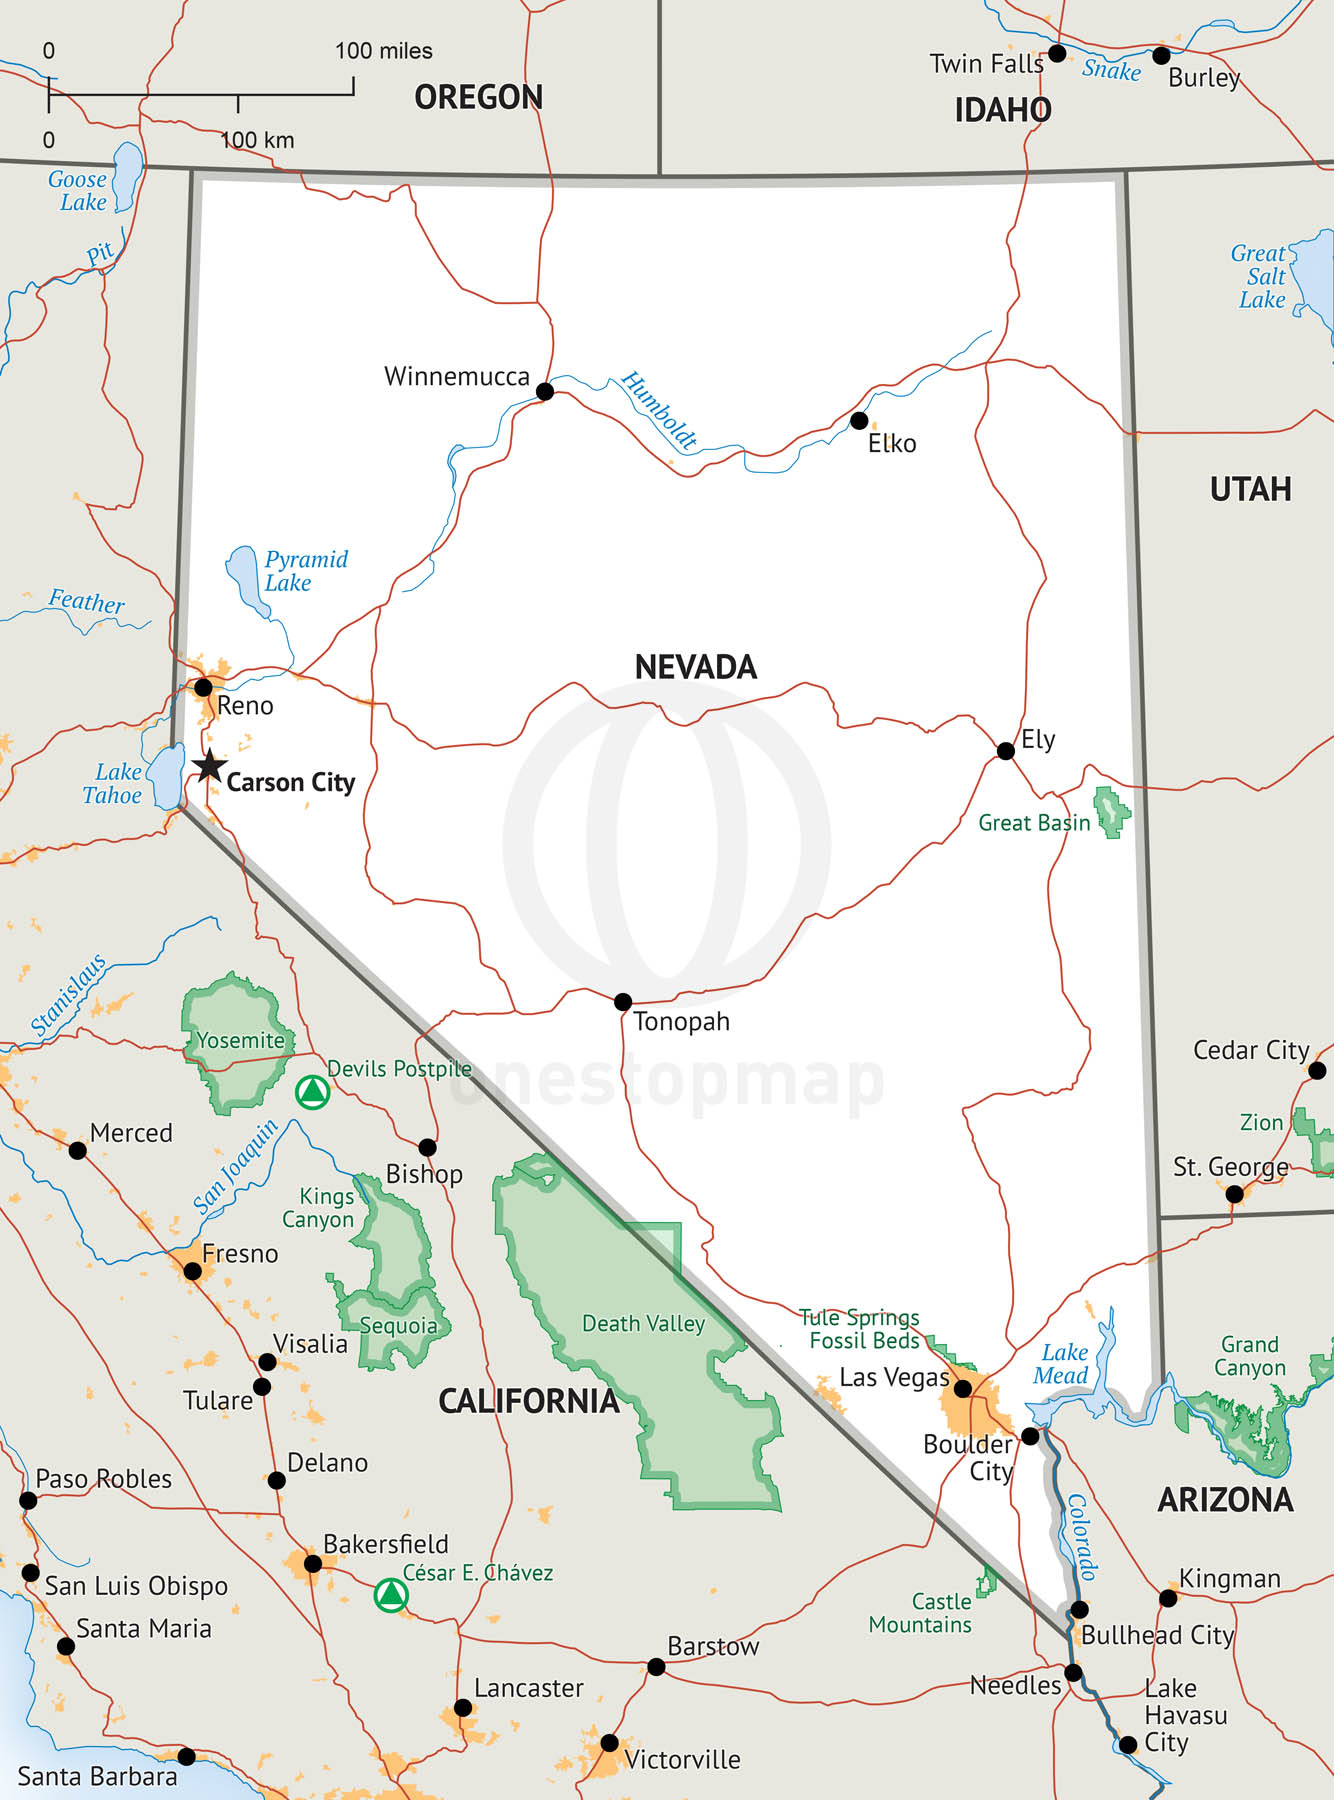 0
100 miles
0
100 km
OREGON
IDAHO
Twin Falls
Snake
Burley
Goose
Lake
Pit
Great
Salt
Lake
Winnemucca
Humboldt
Elko
UTAH
Pyramid
Lake
Feather
NEVADA
Reno
Ely
Lake
Tahoe
Carson City
Great Basin
Stanislaus
Yosemite
Tonopah
Devils Postpile
onestopmap
Cedar City
Zion
St. George
Merced
San Joaquin
Bishop
Kings
Canyon
Fresno
Sequoia
Death Valley
Tule Springs
Fossil Beds
Lake
Mead
Grand
Canyon
Visalia
Tulare
Las Vegas
CALIFORNIA
Boulder
City
Delano
Paso Robles
ARIZONA
Colorado
Bakersfield
César E. Chávez
San Luis Obispo
Kingman
Castle
Mountains
Santa Maria
Bullhead City
Barstow
Needles
Lancaster
Lake
Havasu
City
Victorville
Santa Barbara